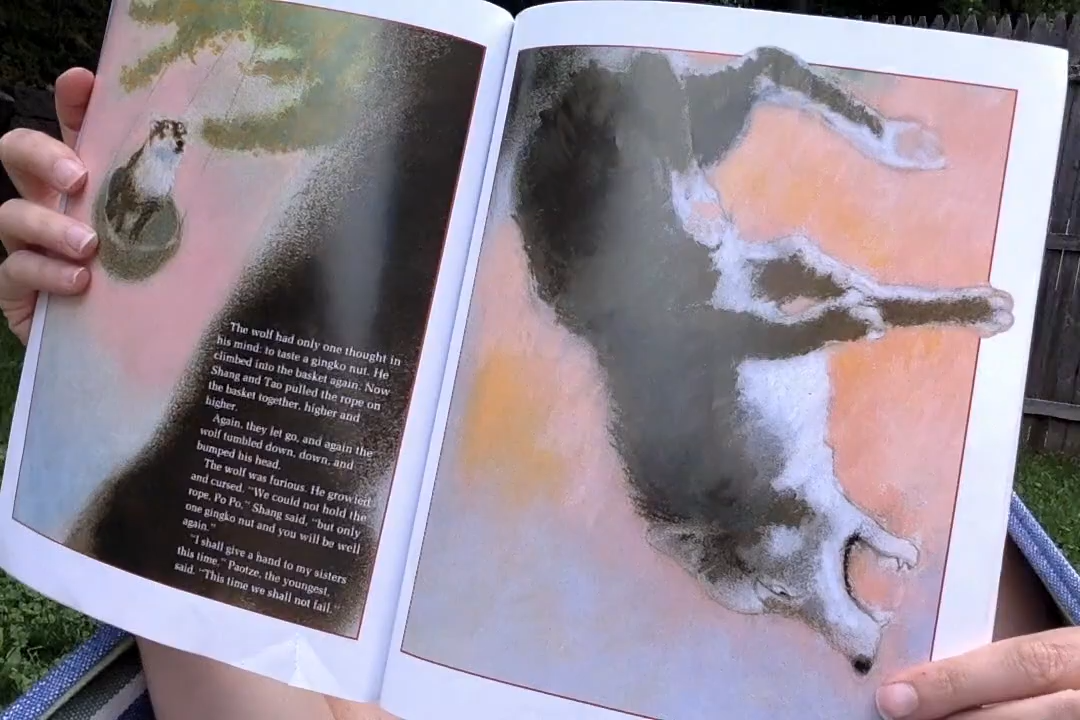 The wolf had only one thought in
his mind: to taste a gingko nut. He
climbed into the basket again. Now
Shang and Tao pulled the rope on
the basket together, higher and
higher.
Again, they let go, and again the
wolf tumbled down, down, and
bumped his head.
The wolf was furious. He growled
and cursed. "We could not hold the
rope, Po Po," Shang said, "but only
one gingko nut and you will be well
again."
"I shall give a hand to my sisters
this time," Paotze, the youngest,
said. "This time we shall not fail."